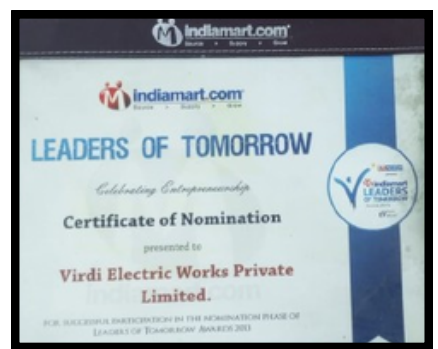 indiamart.com
indiamart.com
LEADERS OF TOMORROW
Celebrating Entrepreneurship
Certificate of Nomination
presented to
Virdi Electric Works Private
Limited.
FOR SUCCESSFUL PARTICIPATION IN THE NOMINATION PHASE OF
LEADERS OF TOMORROW AWARDS 2013
indiamart
LEADERS
OF TOMORROW